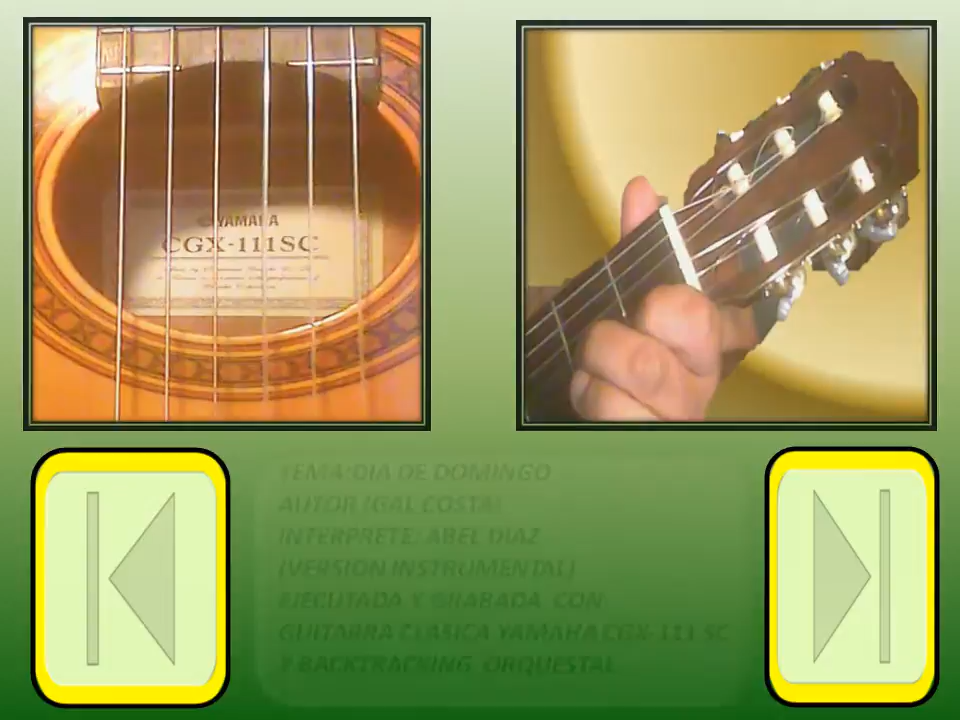 YAMAHA
CGX-111SC
TEMA:DIA DE DOMINGO
AUTOR (GAL COSTA)
INTERPRETE: ABEL DIAZ
(VERSION INSTRUMENTAL)
EJECUTADA Y GRABADA CON
GUITARRA CLASICA YAMAHA CGX-111 SC
Y BACKTRACKING ORQUESTAL